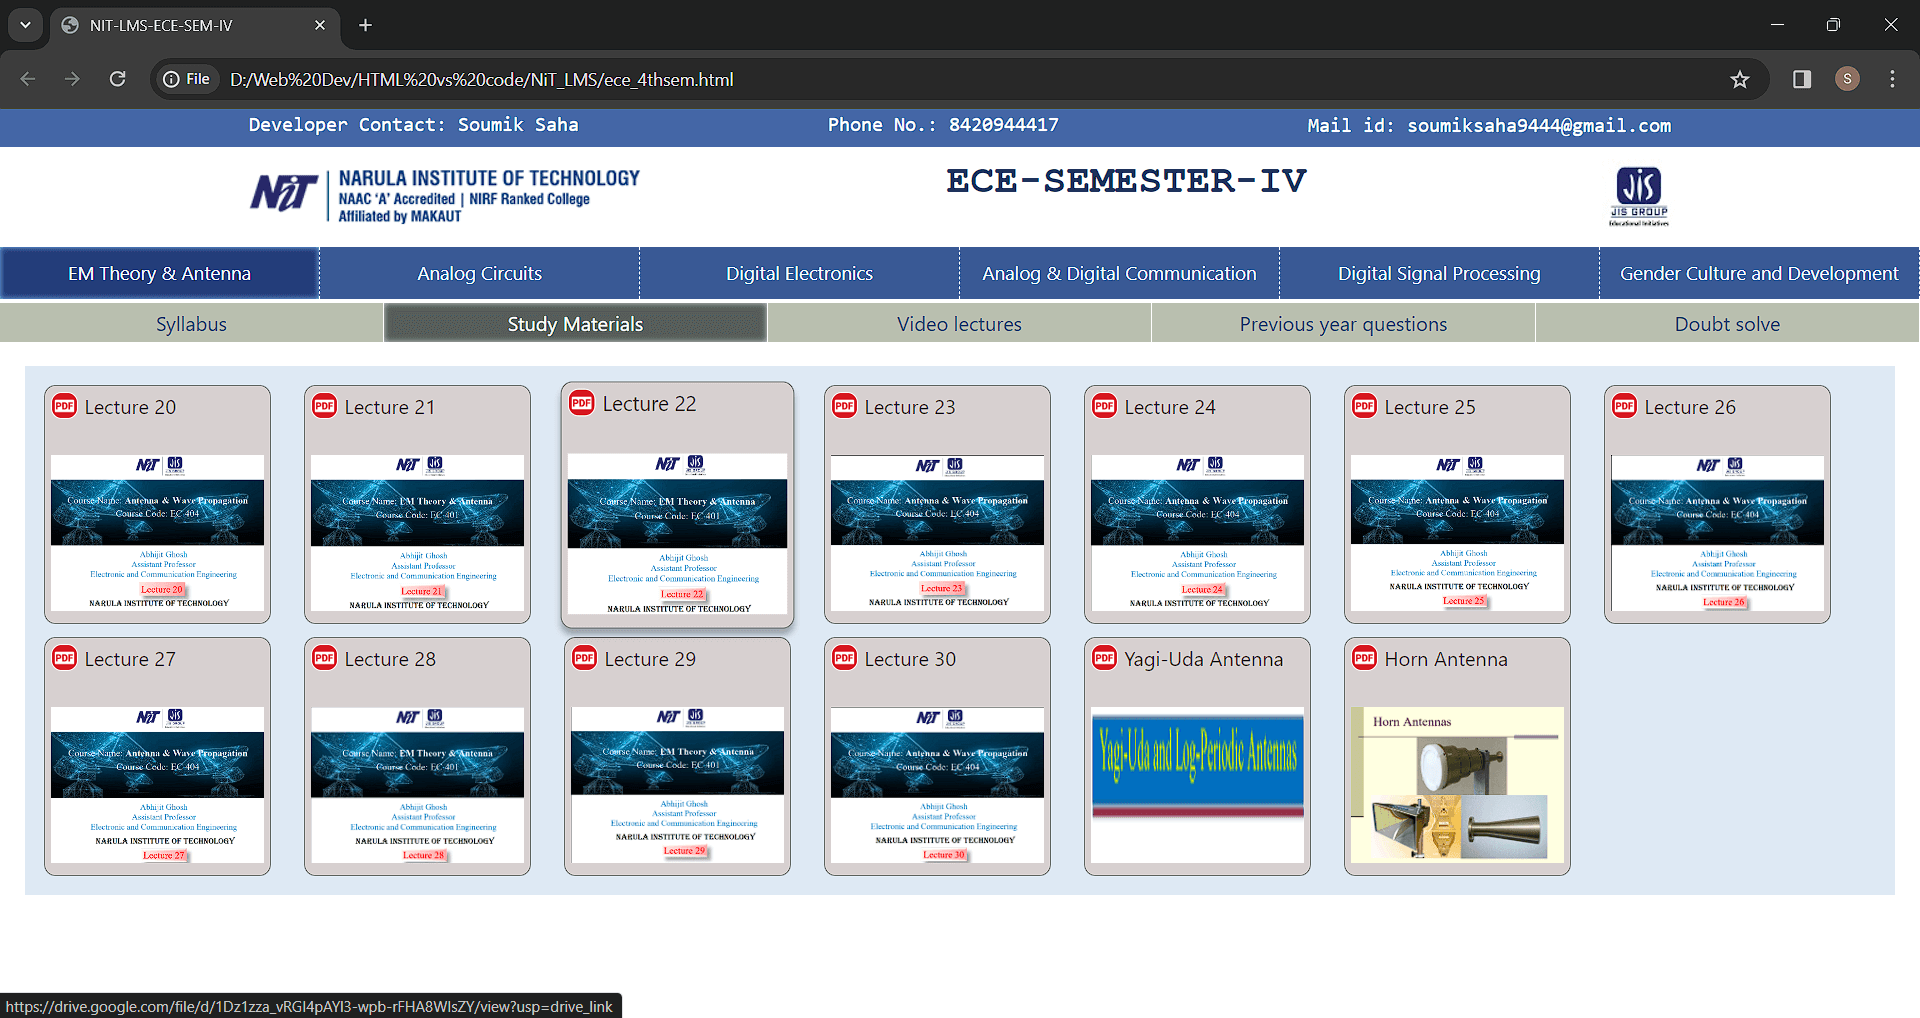 NIT-LMS-ECE-SEM-IV
File D:/Web%20Dev/HTML%20vs%20code/NiT_LMS/ece_4thsem.html
S
Developer Contact: Soumik Saha Phone No.: 8420944417 Mail id: soumiksaha9444@gmail.com
NiT
NARULA INSTITUTE OF TECHNOLOGY
NAAC 'A' Accredited | NIRF Ranked College
Affiliated by MAKAUT
ECE-SEMESTER-IV
JIS
JIS GROUP
Educational Initiatives
EM Theory & Antenna Analog Circuits Digital Electronics Analog & Digital Communication Digital Signal Processing Gender Culture and Development
Syllabus Study Materials Video lectures Previous year questions Doubt solve
PDF Lecture 20
NiT JIS
Course Name: Antenna & Wave Propagation
Course Code: EC-404
Abhijit Ghosh
Assistant Professor
Electronic and Communication Engineering
Lecture 20
NARULA INSTITUTE OF TECHNOLOGY
PDF Lecture 21
NiT JIS
Course Name: EM Theory & Antenna
Course Code: EC-401
Abhijit Ghosh
Assistant Professor
Electronic and Communication Engineering
Lecture 21
NARULA INSTITUTE OF TECHNOLOGY
PDF Lecture 22
NiT JIS
Course Name: EM Theory & Antenna
Course Code: EC-401
Abhijit Ghosh
Assistant Professor
Electronic and Communication Engineering
Lecture 22
NARULA INSTITUTE OF TECHNOLOGY
PDF Lecture 23
NiT JIS
Course Name: Antenna & Wave Propagation
Course Code: EC-404
Abhijit Ghosh
Assistant Professor
Electronic and Communication Engineering
Lecture 23
NARULA INSTITUTE OF TECHNOLOGY
PDF Lecture 24
NiT JIS
Course Name: Antenna & Wave Propagation
Course Code: EC-404
Abhijit Ghosh
Assistant Professor
Electronic and Communication Engineering
Lecture 24
NARULA INSTITUTE OF TECHNOLOGY
PDF Lecture 25
NiT JIS
Course Name: Antenna & Wave Propagation
Course Code: EC-404
Abhijit Ghosh
Assistant Professor
Electronic and Communication Engineering
NARULA INSTITUTE OF TECHNOLOGY
Lecture 25
PDF Lecture 26
NiT JIS
Course Name: Antenna & Wave Propagation
Course Code: EC-404
Abhijit Ghosh
Assistant Professor
Electronic and Communication Engineering
NARULA INSTITUTE OF TECHNOLOGY
Lecture 26
PDF Lecture 27
NiT JIS
Course Name: Antenna & Wave Propagation
Course Code: EC-404
Abhijit Ghosh
Assistant Professor
Electronic and Communication Engineering
NARULA INSTITUTE OF TECHNOLOGY
Lecture 27
PDF Lecture 28
NiT JIS
Course Name: EM Theory & Antenna
Course Code: EC-401
Abhijit Ghosh
Assistant Professor
Electronic and Communication Engineering
NARULA INSTITUTE OF TECHNOLOGY
Lecture 28
PDF Lecture 29
NiT JIS
Course Name: EM Theory & Antenna
Course Code: EC-401
Abhijit Ghosh
Assistant Professor
Electronic and Communication Engineering
NARULA INSTITUTE OF TECHNOLOGY
Lecture 29
PDF Lecture 30
NiT JIS
Course Name: Antenna & Wave Propagation
Course Code: EC-404
Abhijit Ghosh
Assistant Professor
Electronic and Communication Engineering
NARULA INSTITUTE OF TECHNOLOGY
Lecture 30
PDF Yagi-Uda Antenna
Yagi-Uda and Log-Periodic Antennas
PDF Horn Antenna
Horn Antennas
https://drive.google.com/file/d/1Dz1zza_vRGI4pAYI3-wpb-rFHA8WIsZY/view?usp=drive_link